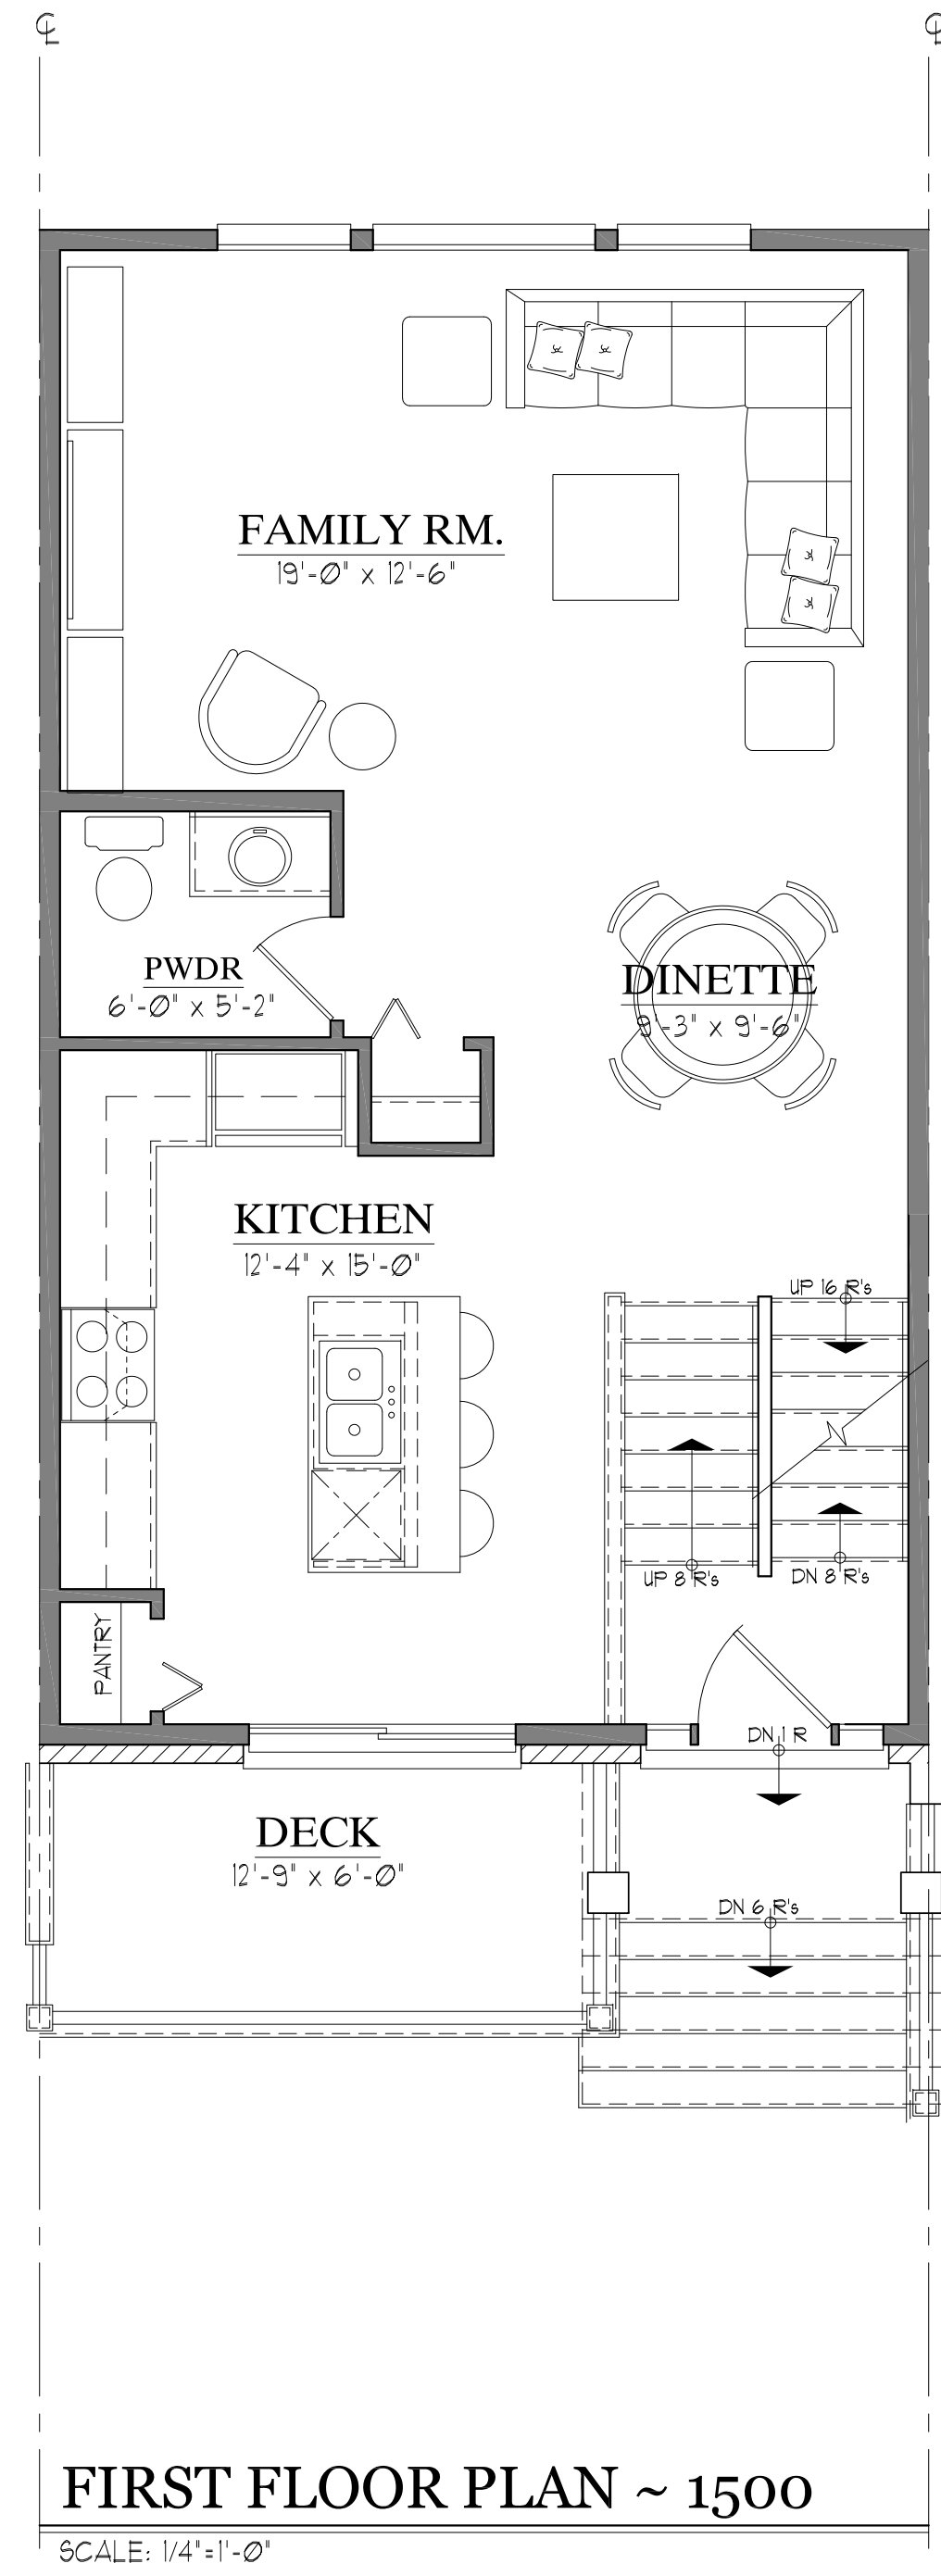 ℄ ℄
FAMILY RM.
19'-0" x 12'-6"
PWDR
6'-0" x 5'-2"
DINETTE
9'-3" x 9'-6"
KITCHEN
12'-4" x 15'-0"
UP 16 R's
UP 8 R's
DN 8 R's
PANTRY
DN 1 R
DECK
12'-9" x 6'-0"
DN 6 R's
FIRST FLOOR PLAN ~ 1500
SCALE: 1/4"=1'-0"